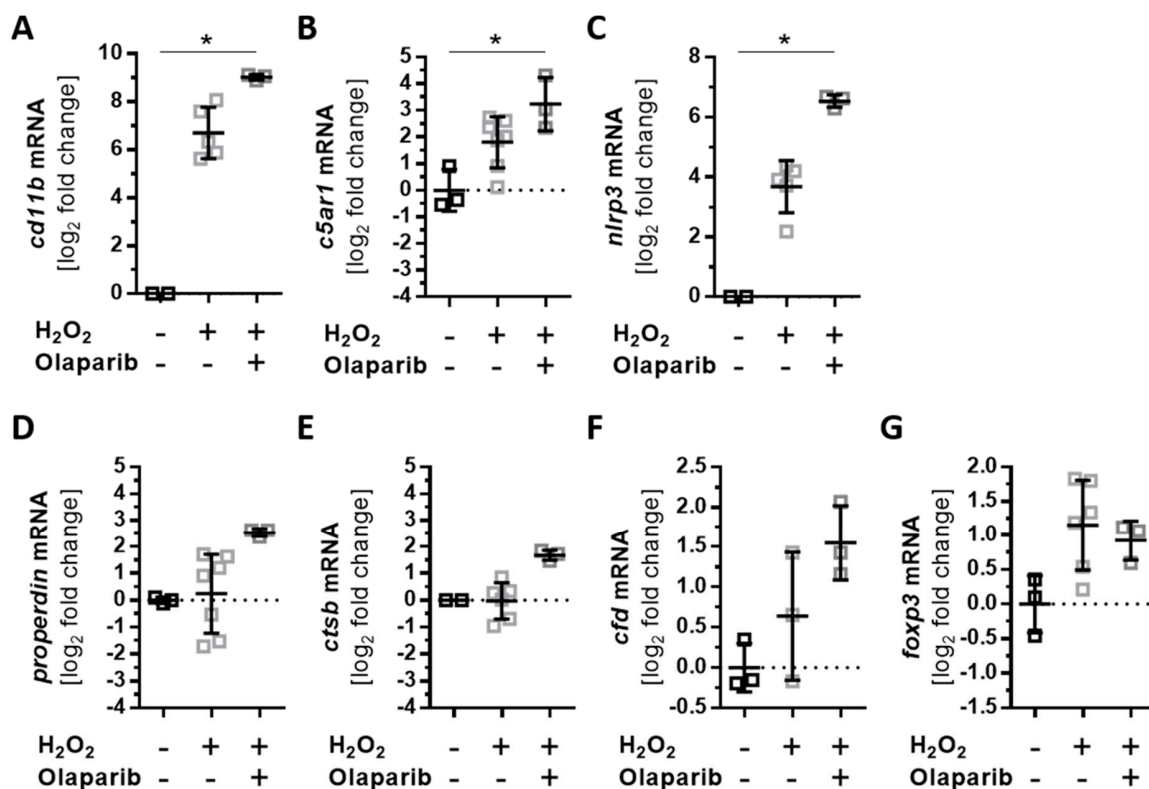 A
B
C
*
*
*
cd11b mRNA
[log₂ fold change]
10
8
6
4
2
0
c5ar1 mRNA
[log₂ fold change]
5
4
3
2
1
0
-1
-2
-3
-4
nlrp3 mRNA
[log₂ fold change]
8
6
4
2
0
H₂O₂ - + + - + + H₂O₂ - + +
Olaparib - - + - - + Olaparib - - +
D
E
F
G
properdin mRNA
[log₂ fold change]
5
4
3
2
1
0
-1
-2
-3
-4
ctsb mRNA
[log₂ fold change]
5
4
3
2
1
0
-1
-2
-3
-4
cfd mRNA
[log₂ fold change]
2.5
2.0
1.5
1.0
0.5
0.0
-0.5
foxp3 mRNA
[log₂ fold change]
2.0
1.5
1.0
0.5
0.0
-0.5
-1.0
-1.5
H₂O₂ - + + - + + H₂O₂ - + + - + +
Olaparib - - + - - + Olaparib - - + - - +